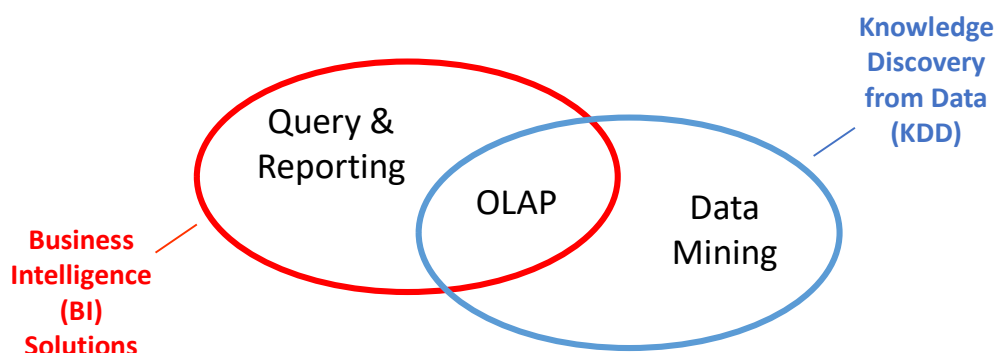 Knowledge
Discovery
from Data
(KDD)
Query &
Reporting
OLAP
Data
Mining
Business
Intelligence
(BI)
Solutions